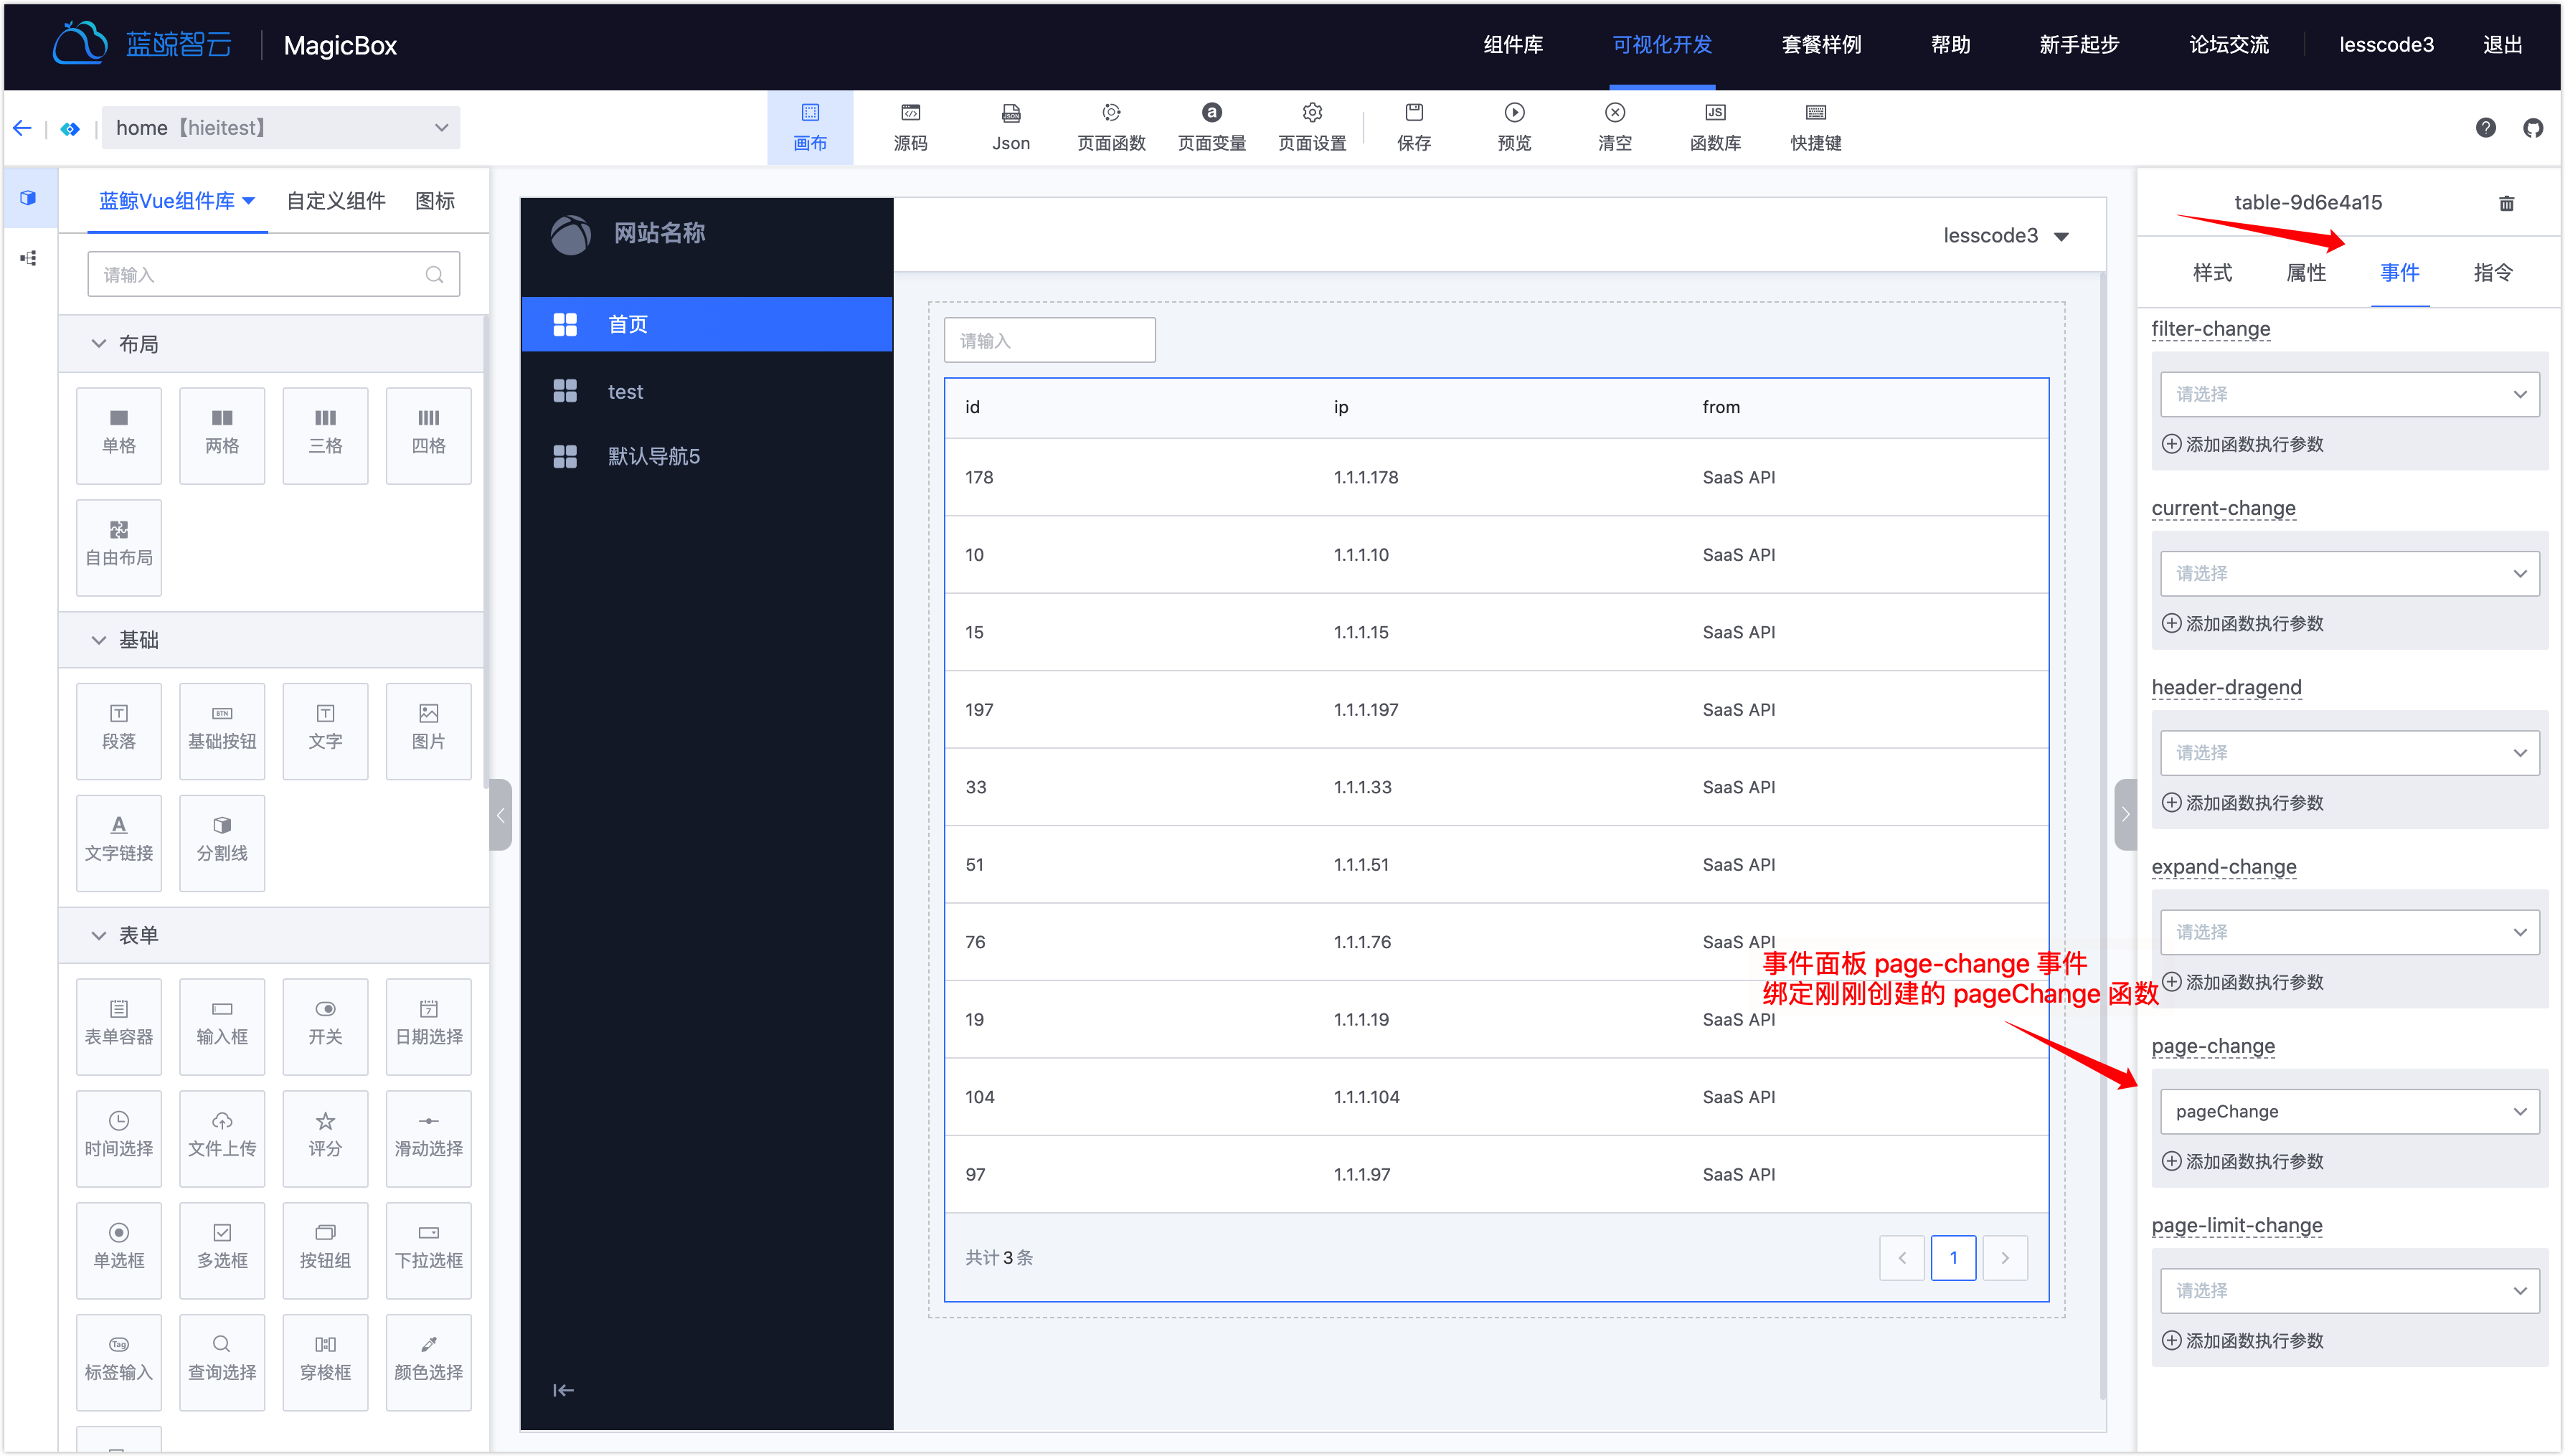 蓝鲸智云
MagicBox
组件库
可视化开发
套餐样例
帮助
新手起步
论坛交流
lesscode3
退出
home【hieitest】
画布
源码
Json
页面函数
页面变量
页面设置
保存
预览
清空
函数库
快捷键
蓝鲸Vue组件库
自定义组件
图标
请输入
布局
单格
两格
三格
四格
自由布局
基础
段落
基础按钮
文字
图片
文字链接
分割线
表单
表单容器
输入框
开关
日期选择
时间选择
文件上传
评分
滑动选择
单选框
多选框
按钮组
下拉选框
标签输入
查询选择
穿梭框
颜色选择
网站名称
首页
test
默认导航5
lesscode3
请输入
id ip from
178 1.1.1.178 SaaS API
10 1.1.1.10 SaaS API
15 1.1.1.15 SaaS API
197 1.1.1.197 SaaS API
33 1.1.1.33 SaaS API
51 1.1.1.51 SaaS API
76 1.1.1.76 SaaS API
19 1.1.1.19 SaaS API
104 1.1.1.104 SaaS API
97 1.1.1.97 SaaS API
共计3条
1
事件面板 page-change 事件
绑定刚刚创建的 pageChange 函数
table-9d6e4a15
样式
属性
事件
指令
filter-change
请选择
添加函数执行参数
current-change
请选择
添加函数执行参数
header-dragend
请选择
添加函数执行参数
expand-change
请选择
添加函数执行参数
page-change
pageChange
添加函数执行参数
page-limit-change
请选择
添加函数执行参数